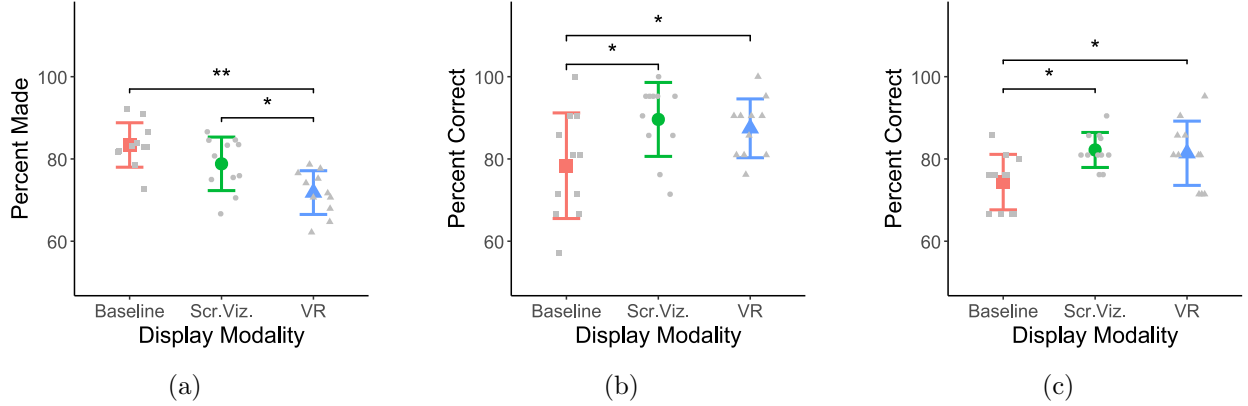 Percent Made
100
80
60
**
*
Baseline Scr.Viz. VR
Display Modality
(a)
Percent Correct
100
80
60
*
*
Baseline Scr.Viz. VR
Display Modality
(b)
Percent Correct
100
80
60
*
*
Baseline Scr.Viz. VR
Display Modality
(c)